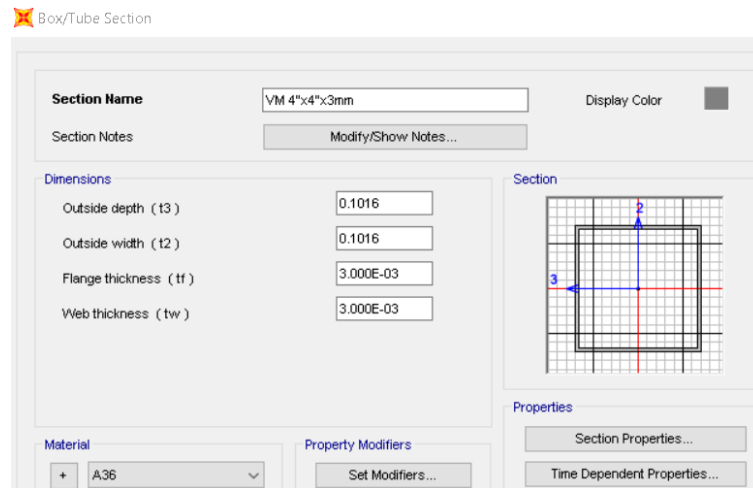 Box/Tube Section
Section Name
VM 4"x4"x3mm
Display Color
Section Notes
Modify/Show Notes...
Dimensions
Outside depth ( t3 )
0.1016
Outside width ( t2 )
0.1016
Flange thickness ( tf )
3.000E-03
Web thickness ( tw )
3.000E-03
Section
2
3
Properties
Section Properties...
Time Dependent Properties...
Material
+
A36
Property Modifiers
Set Modifiers...